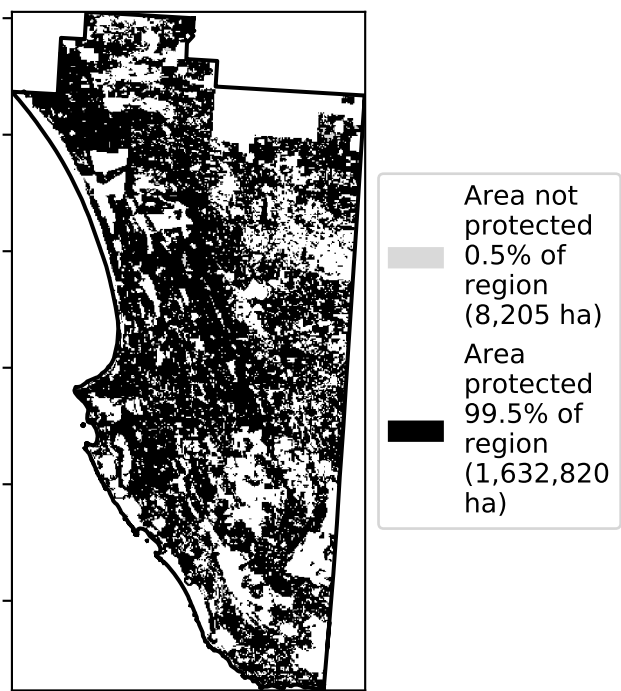 Area not
protected
0.5% of
region
(8,205 ha)
Area
protected
99.5% of
region
(1,632,820
ha)